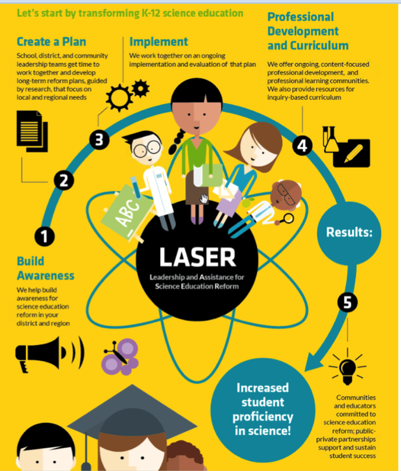 Let's start by transforming K-12 science education
Create a Plan
School, district, and community
leadership teams get time to
work together and develop
long-term reform plans, guided
by research, that focus on
local and regional needs
Implement
We work together on an ongoing
implementation and evaluation of that plan
Professional
Development
and Curriculum
We offer ongoing, content-focused
professional development, and
professional learning communities.
We also provide resources for
inquiry-based curriculum
3
4
2
1
ABC
LASER
Leadership and Assistance for
Science Education Reform
Results:
Build
Awareness
We help build
awareness for
science education
reform in your
district and region
5
Increased
student
proficiency
in science!
Communities
and educators
committed to
science education
reform; public-
private partnerships
support and sustain
student success